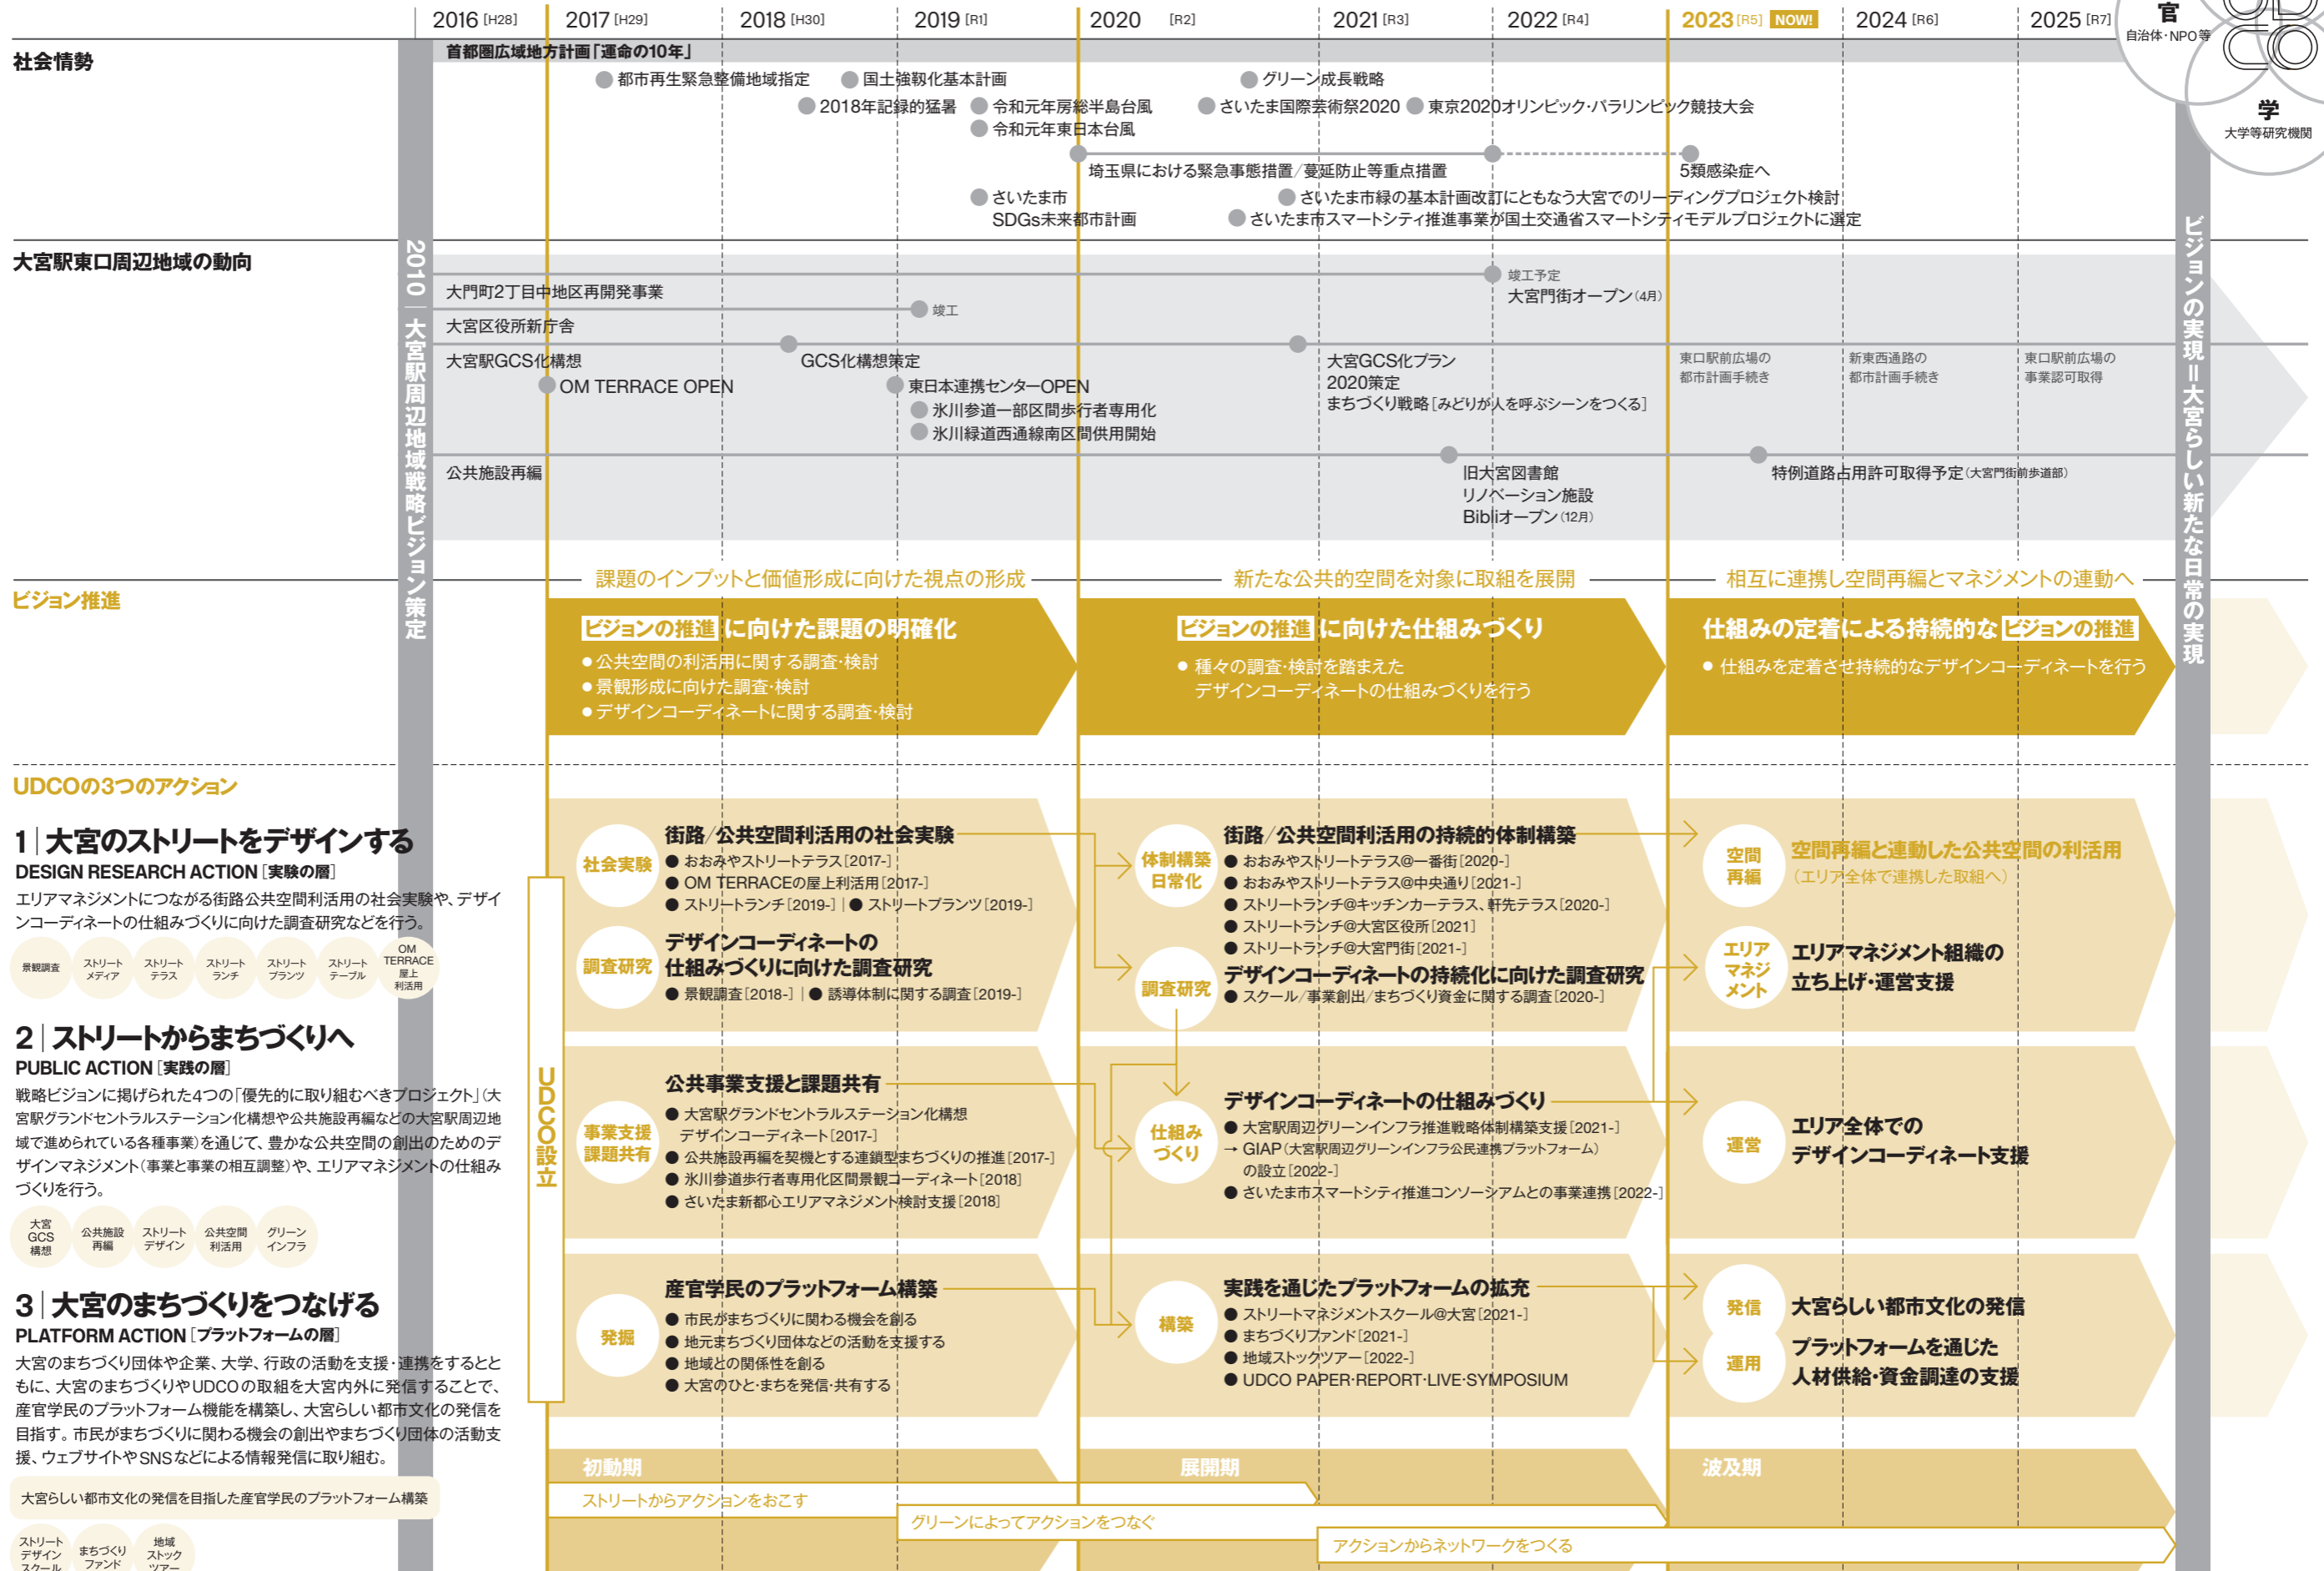 2016 [H28]
2017 [H29]
2018 [H30]
2019 [R1]
2020 [R2]
2021 [R3]
2022 [R4]
2023 [R5] NOW!
2024 [R6]
2025 [R7]
官
自治体・NPO等
学
大学等研究機関
社会情勢
首都圏広域地方計画「運命の10年」
都市再生緊急整備地域指定
国土強靱化基本計画
グリーン成長戦略
2018年記録的猛暑
令和元年房総半島台風
さいたま国際芸術祭2020
東京2020オリンピック・パラリンピック競技大会
令和元年東日本台風
埼玉県における緊急事態措置/蔓延防止等重点措置
5類感染症へ
さいたま市
SDGs未来都市計画
さいたま市緑の基本計画改訂にともなう大宮でのリーディングプロジェクト検討
さいたま市スマートシティ推進事業が国土交通省スマートシティモデルプロジェクトに選定
2010｜大宮駅周辺地域戦略ビジョン策定
ビジョンの実現＝大宮らしい新たな日常の実現
大宮駅東口周辺地域の動向
大門町2丁目中地区再開発事業
竣工予定
大宮門街オープン（4月）
竣工
大宮区役所新庁舎
大宮駅GCS化構想
GCS化構想策定
大宮GCS化プラン
2020策定
まちづくり戦略［みどりが人を呼ぶシーンをつくる］
東口駅前広場の
都市計画手続き
新東西通路の
都市計画手続き
東口駅前広場の
事業認可取得
OM TERRACE OPEN
東日本連携センターOPEN
氷川参道一部区間歩行者専用化
氷川緑道西通線南区間供用開始
公共施設再編
旧大宮図書館
リノベーション施設
Bibliオープン（12月）
特例道路占用許可取得予定（大宮門街前歩道部）
ビジョン推進
課題のインプットと価値形成に向けた視点の形成
新たな公共的空間を対象に取組を展開
相互に連携し空間再編とマネジメントの連動へ
ビジョンの推進に向けた課題の明確化
● 公共空間の利活用に関する調査・検討
● 景観形成に向けた調査・検討
● デザインコーディネートに関する調査・検討
ビジョンの推進に向けた仕組みづくり
● 種々の調査・検討を踏まえた
デザインコーディネートの仕組みづくりを行う
仕組みの定着による持続的なビジョンの推進
● 仕組みを定着させ持続的なデザインコーディネートを行う
UDCOの3つのアクション
1｜大宮のストリートをデザインする
DESIGN RESEARCH ACTION［実験の層］
エリアマネジメントにつながる街路公共空間利活用の社会実験や、デザイ
ンコーディネートの仕組みづくりに向けた調査研究などを行う。
景観調査
ストリート
メディア
ストリート
テラス
ストリート
ランチ
ストリート
プランツ
ストリート
テーブル
OM
TERRACE
屋上
利活用
2｜ストリートからまちづくりへ
PUBLIC ACTION［実践の層］
戦略ビジョンに掲げられた4つの「優先的に取り組むべきプロジェクト」（大
宮駅グランドセントラルステーション化構想や公共施設再編などの大宮駅周辺地
域で進められている各種事業）を通じて、豊かな公共空間の創出のためのデ
ザインマネジメント（事業と事業の相互調整）や、エリアマネジメントの仕組み
づくりを行う。
大宮
GCS
構想
公共施設
再編
ストリート
デザイン
公共空間
利活用
グリーン
インフラ
3｜大宮のまちづくりをつなげる
PLATFORM ACTION［プラットフォームの層］
大宮のまちづくり団体や企業、大学、行政の活動を支援・連携をするとと
もに、大宮のまちづくりやUDCOの取組を大宮内外に発信することで、
産官学民のプラットフォーム機能を構築し、大宮らしい都市文化の発信を
目指す。市民がまちづくりに関わる機会の創出やまちづくり団体の活動支
援、ウェブサイトやSNSなどによる情報発信に取り組む。
大宮らしい都市文化の発信を目指した産官学民のプラットフォーム構築
ストリート
デザイン
スクール
まちづくり
ファンド
地域
ストック
ツアー
UDCO設立
社会実験
街路/公共空間利活用の社会実験
● おおみやストリートテラス［2017-］
● OM TERRACEの屋上利活用［2017-］
● ストリートランチ［2019-］｜● ストリートプランツ［2019-］
調査研究
デザインコーディネートの
仕組みづくりに向けた調査研究
● 景観調査［2018-］｜● 誘導体制に関する調査［2019-］
体制構築
日常化
街路/公共空間利活用の持続的体制構築
● おおみやストリートテラス@一番街［2020-］
● おおみやストリートテラス@中央通り［2021-］
● ストリートランチ@キッチンカーテラス、軒先テラス［2020-］
● ストリートランチ@大宮区役所［2021］
● ストリートランチ@大宮門街［2021-］
調査研究
デザインコーディネートの持続化に向けた調査研究
● スクール/事業創出/まちづくり資金に関する調査［2020-］
空間
再編
空間再編と連動した公共空間の利活用
（エリア全体で連携した取組へ）
エリア
マネジ
メント
エリアマネジメント組織の
立ち上げ・運営支援
事業支援
課題共有
公共事業支援と課題共有
● 大宮駅グランドセントラルステーション化構想
デザインコーディネート［2017-］
● 公共施設再編を契機とする連鎖型まちづくりの推進［2017-］
● 氷川参道歩行者専用化区間景観コーディネート［2018］
● さいたま新都心エリアマネジメント検討支援［2018］
仕組み
づくり
デザインコーディネートの仕組みづくり
● 大宮駅周辺グリーンインフラ推進戦略体制構築支援［2021-］
→ GIAP（大宮駅周辺グリーンインフラ公民連携プラットフォーム）
の設立［2022-］
● さいたま市スマートシティ推進コンソーシアムとの事業連携［2022-］
運営
エリア全体での
デザインコーディネート支援
発掘
産官学民のプラットフォーム構築
● 市民がまちづくりに関わる機会を創る
● 地元まちづくり団体などの活動を支援する
● 地域との関係性を創る
● 大宮のひと・まちを発信・共有する
構築
実践を通じたプラットフォームの拡充
● ストリートマネジメントスクール@大宮［2021-］
● まちづくりファンド［2021-］
● 地域ストックツアー［2022-］
● UDCO PAPER・REPORT・LIVE・SYMPOSIUM
発信
大宮らしい都市文化の発信
運用
プラットフォームを通じた
人材供給・資金調達の支援
初動期
展開期
波及期
ストリートからアクションをおこす
グリーンによってアクションをつなぐ
アクションからネットワークをつくる